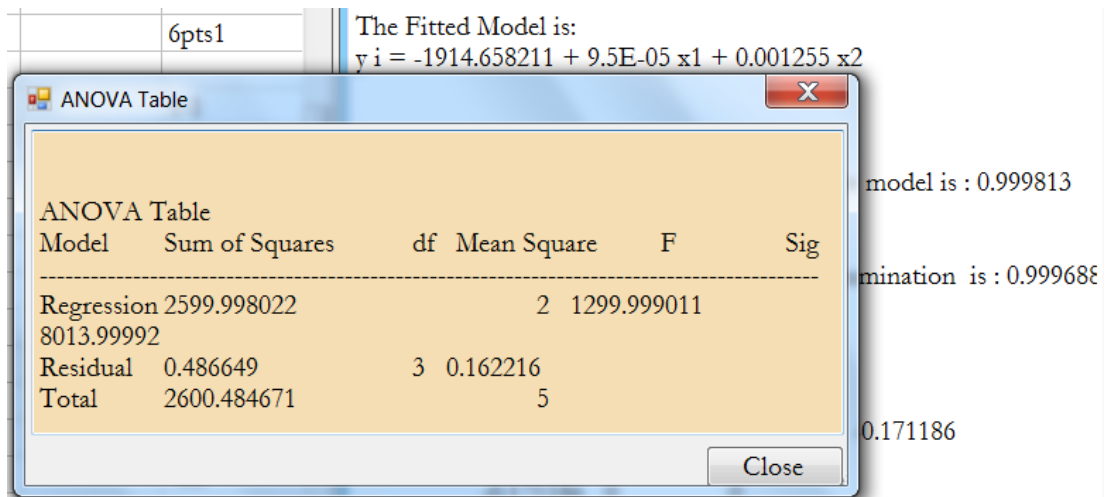 6pts1
The Fitted Model is:
y i = -1914.658211 + 9.5E-05 x1 + 0.001255 x2
ANOVA Table
model is : 0.999813
mination is : 0.999688
0.171186
ANOVA Table
Model Sum of Squares df Mean Square F Sig
--------------------------------------------------------------------------------------------
Regression 2599.998022 2 1299.999011
8013.99992
Residual 0.486649 3 0.162216
Total 2600.484671 5
Close